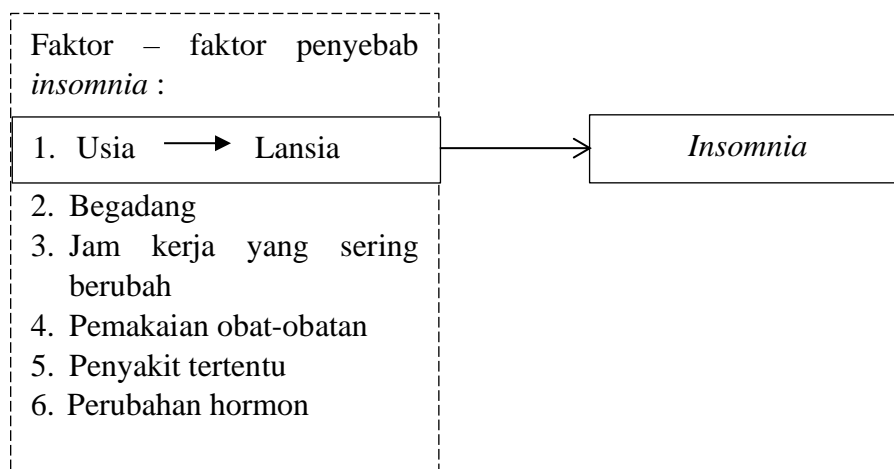 Faktor – faktor penyebab
insomnia :
1. Usia Lansia
Insomnia
2. Begadang
3. Jam kerja yang sering
berubah
4. Pemakaian obat-obatan
5. Penyakit tertentu
6. Perubahan hormon